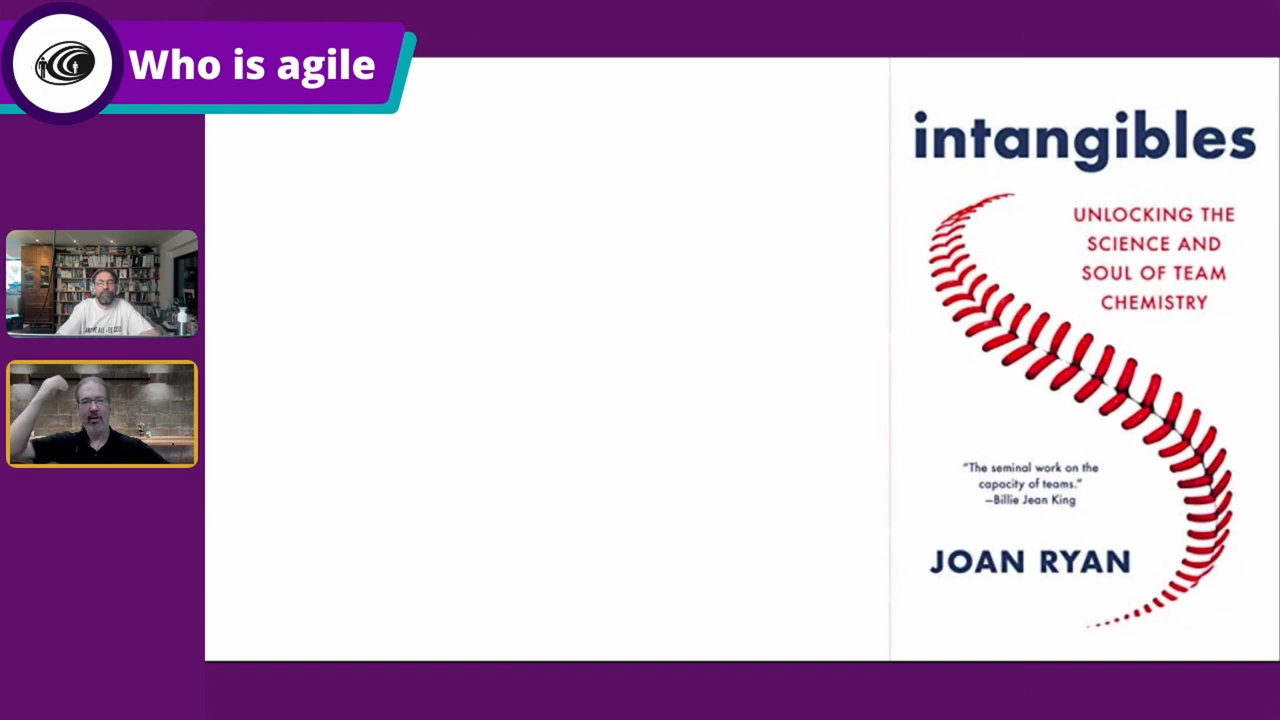 Who is agile
intangibles
UNLOCKING THE
SCIENCE AND
SOUL OF TEAM
CHEMISTRY
“The seminal work on the
capacity of teams.”
—Billie Jean King
JOAN RYAN